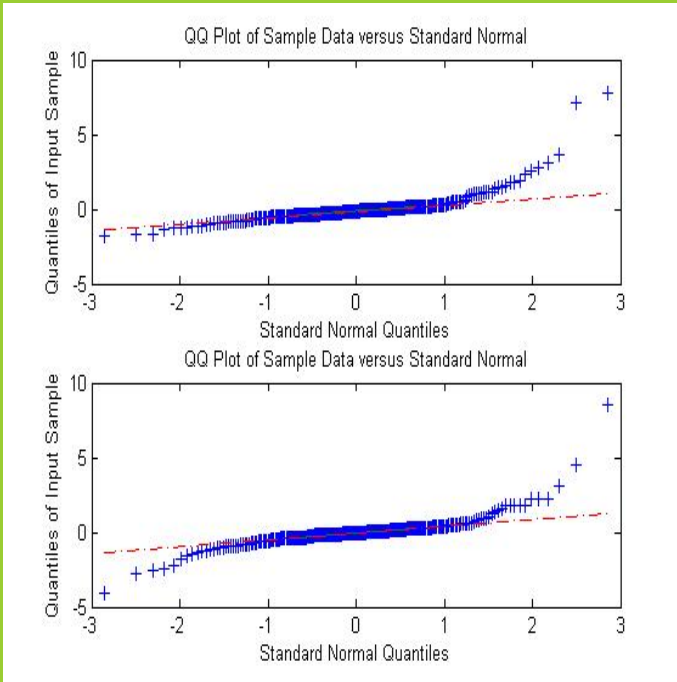 QQ Plot of Sample Data versus Standard Normal
10
5
0
-5
Quantiles of Input Sample
-3 -2 -1 0 1 2 3
Standard Normal Quantiles
QQ Plot of Sample Data versus Standard Normal
10
5
0
-5
Quantiles of Input Sample
-3 -2 -1 0 1 2 3
Standard Normal Quantiles